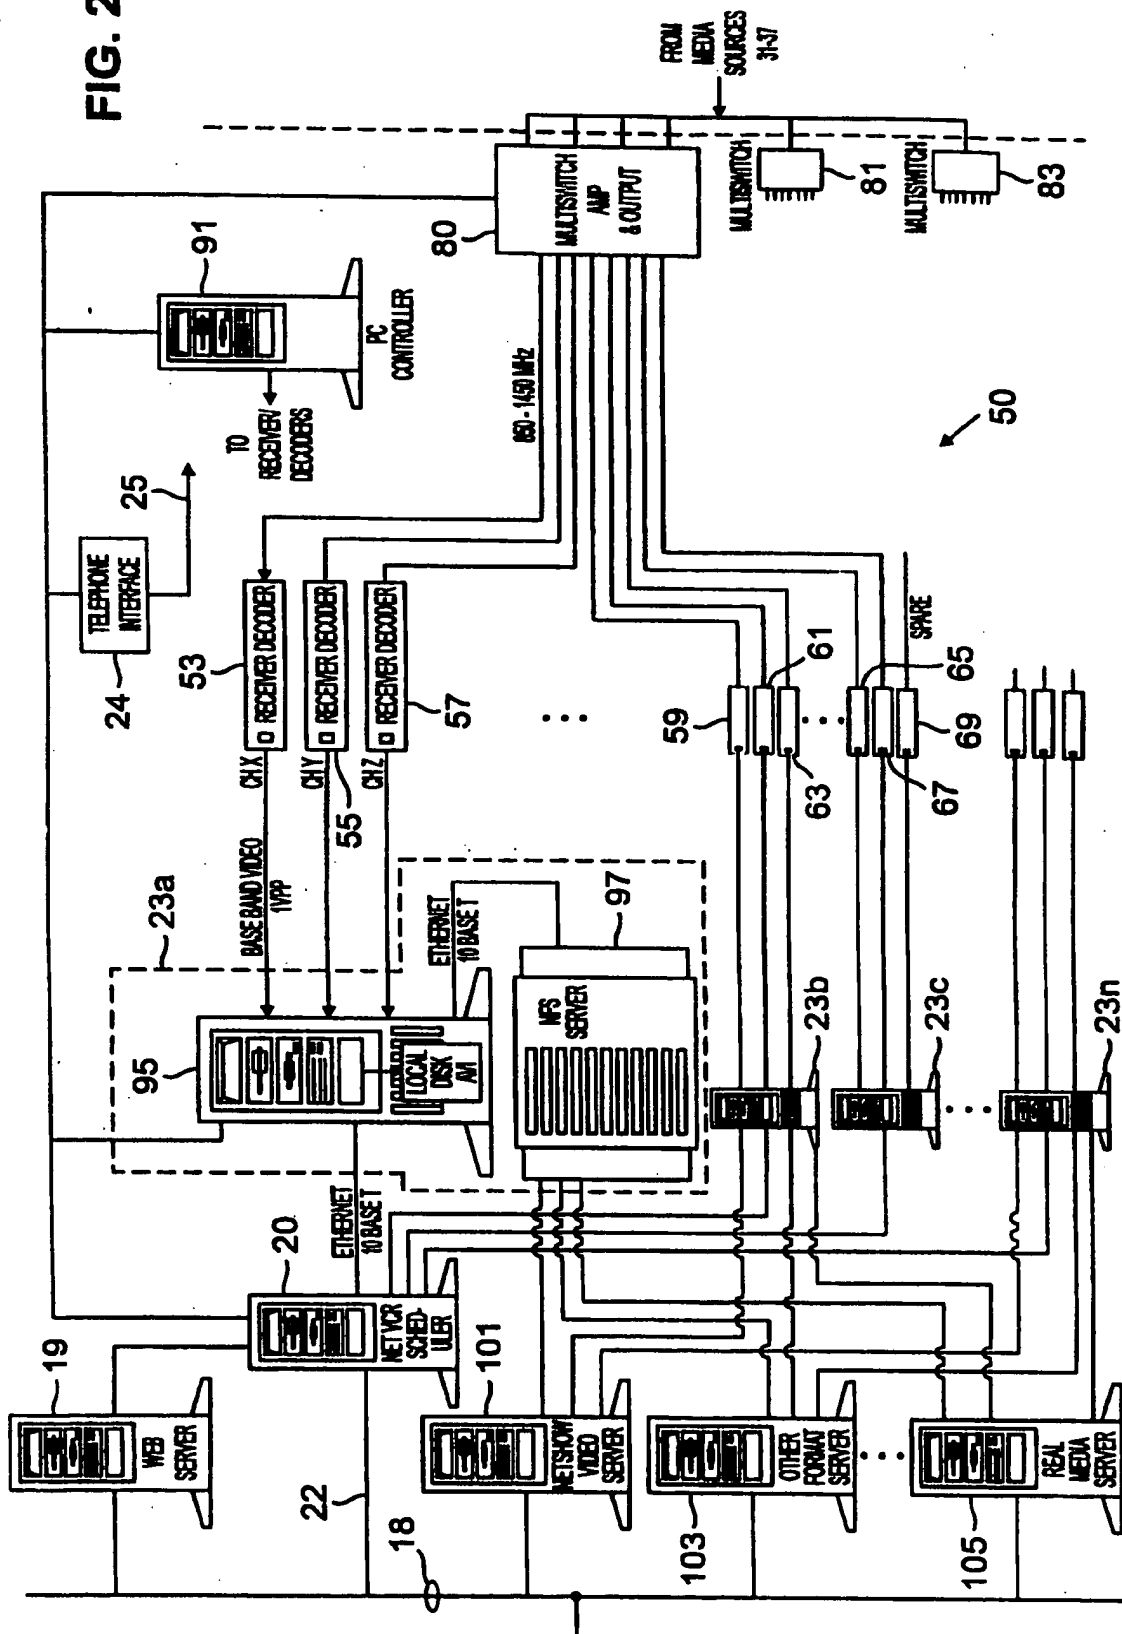 FIG. 2
FROM
MEDIA
SOURCES
31-37
MULTISWITCH
AMP
& OUTPUT
80
MULTISWITCH
81
MULTISWITCH
83
91
PC
CONTROLLER
TO
RECEIVER/
DECODERS
25
TELEPHONE
INTERFACE
24
850 - 1450 MHz
50
RECEIVER DECODER
53
RECEIVER DECODER
55
RECEIVER DECODER
57
CH X
CH Y
CH Z
BASE BAND VIDEO
1VPP
59
61
63
65
67
69
SPARE
23a
95
LOCAL
DISK
AVI
ETHERNET
10 BASE T
97
NFS
SERVER
23b
23c
23n
ETHERNET
10 BASE T
20
NET VCR
SCHED-
ULER
19
WEB
SERVER
22
18
101
NETSHOW
VIDEO
SERVER
103
OTHER
FORMAT
SERVER
105
REAL
MEDIA
SERVER